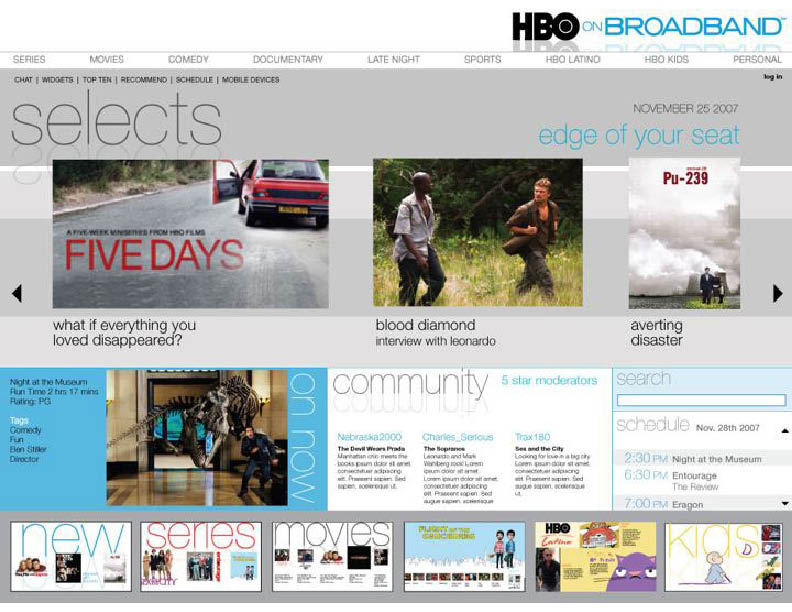 HBO ON BROADBAND™
SERIES MOVIES COMEDY DOCUMENTARY LATE NIGHT SPORTS HBO LATINO HBO KIDS PERSONAL
CHAT | WIDGETS | TOP TEN | RECOMMEND | SCHEDULE | MOBILE DEVICES
log in
selects
NOVEMBER 25 2007
edge of your seat
A FIVE-WEEK MINISERIES FROM HBO FILMS
FIVE DAYS
Pu-239
what if everything you
loved disappeared?
blood diamond
interview with leonardo
averting
disaster
Night at the Museum
Run Time 2 hrs 17 mins
Rating: PG
Tags
Comedy
Fun
Ben Stiller
Director
on now
community
5 star moderators
Nebraska2000
The Devil Wears Prada
Manhattan chic meets the
books ipsum dolor sit amet,
consectetuer adipiscing
elit. Praesent sapien. Sed
sapien, scelerisque ut.
Charles_Serious
The Sopranos
Leonardo and Mark
Wahlberg rock! Lorem
ipsum dolor sit amet
Lorem ipsum dolor sit amet,
consectetuer adipiscing
elit. Praesent sapien. Sed
augue sapien, scelerisque
Trax180
Sex and the City
Looking for love in a big city
Lorem ipsum dolor sit amet,
consectetuer adipiscing
elit. Praesent sapien. Sed
augue sapien, scelerisque
ut.
search
schedule Nov. 28th 2007
2:30 PM Night at the Museum
6:30 PM Entourage
The Review
7:00 PM Eragon
new
series
movies
FLIGHT OF THE
CONCHORDS
HBO
Latino
KIDS